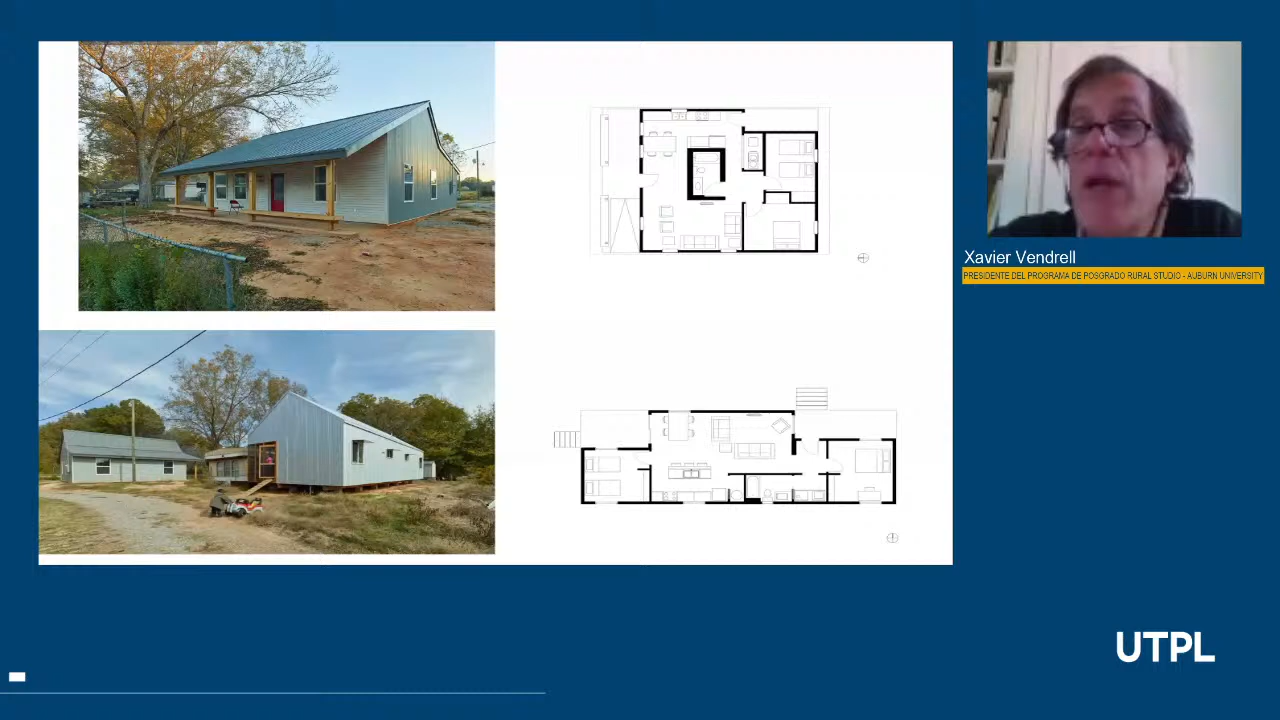 Xavier Vendrell
PRESIDENTE DEL PROGRAMA DE POSGRADO RURAL STUDIO - AUBURN UNIVERSITY
UTPL